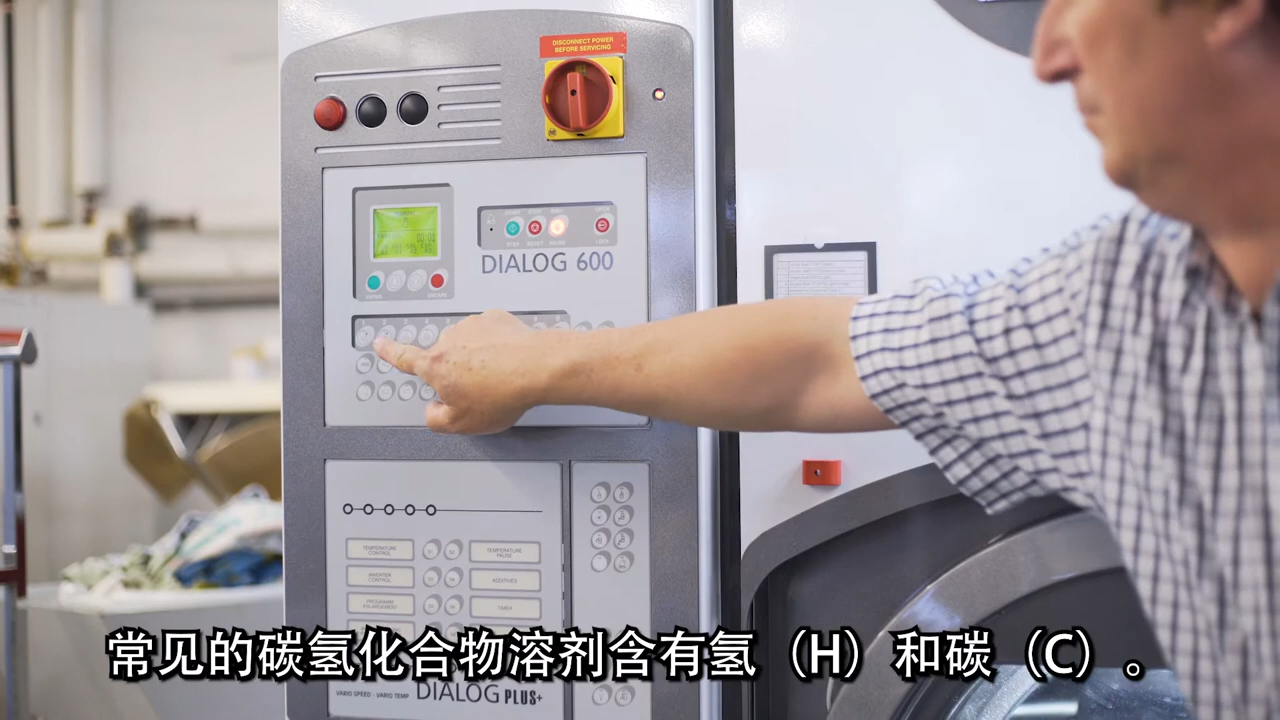 DISCONNECT POWER
BEFORE SERVICING
ENTER
ESCAPE
STOP
RESET
LOCK
DIALOG 600
TEMPERATURE CONTROL
TEMPERATURE PAUSE
INVERTER CONTROL
ADDITIVES
PROGRAMM ENLARGEMENT
TIMER
常见的碳氢化合物溶剂含有氢（H）和碳（C）。
VARIO SPEED - VARIO TEMP
DIALOG PLUS+